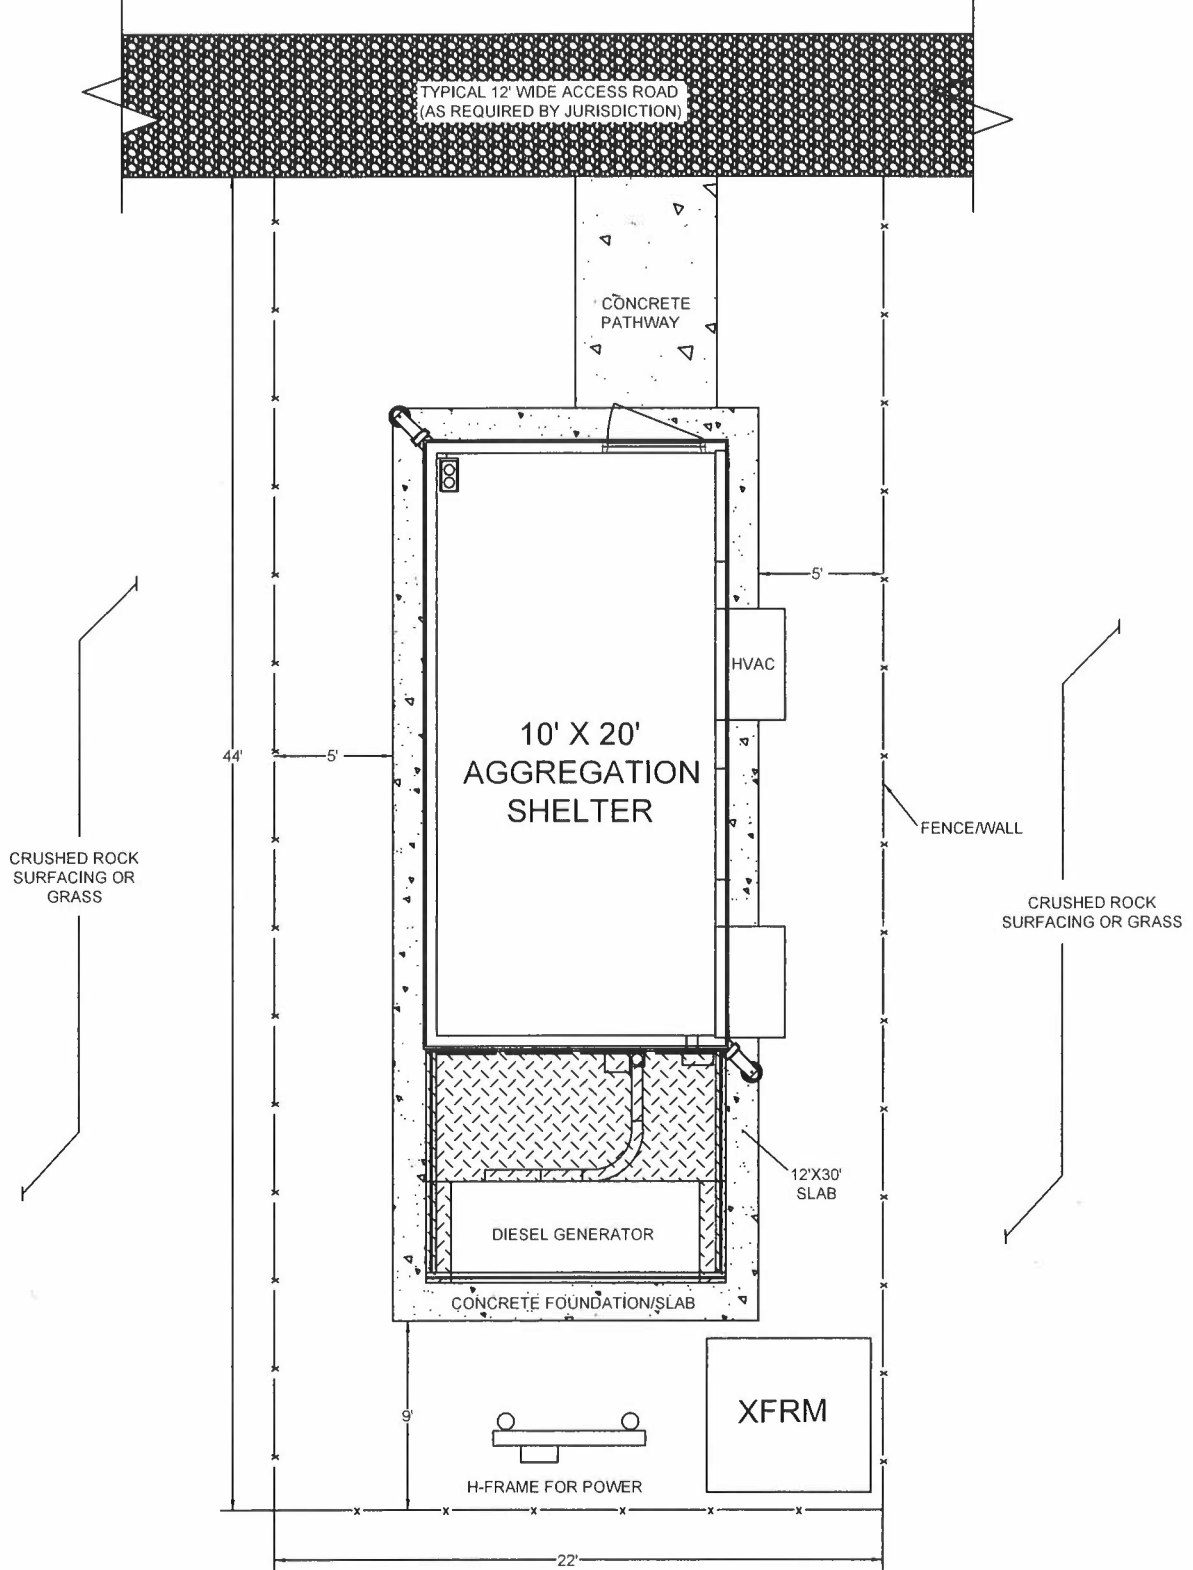 TYPICAL 12' WIDE ACCESS ROAD
(AS REQUIRED BY JURISDICTION)
CONCRETE
PATHWAY
5'
HVAC
10' X 20'
AGGREGATION
SHELTER
44'
5'
FENCE/WALL
CRUSHED ROCK
SURFACING OR
GRASS
CRUSHED ROCK
SURFACING OR GRASS
12'X30'
SLAB
DIESEL GENERATOR
CONCRETE FOUNDATION/SLAB
XFRM
9'
H-FRAME FOR POWER
22'